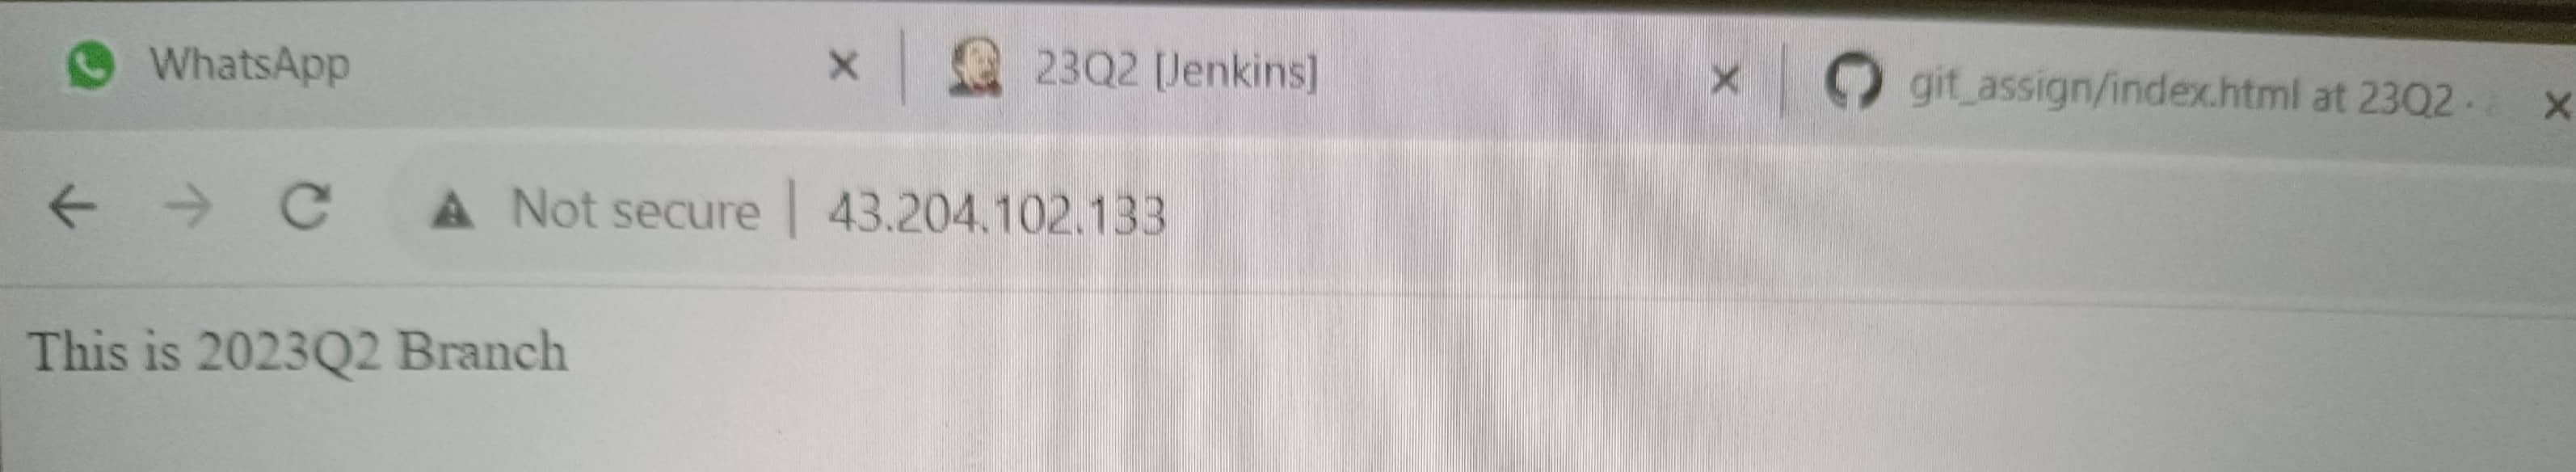 WhatsApp
23Q2 [Jenkins]
git_assign/index.html at 23Q2 ·
Not secure | 43.204.102.133
This is 2023Q2 Branch